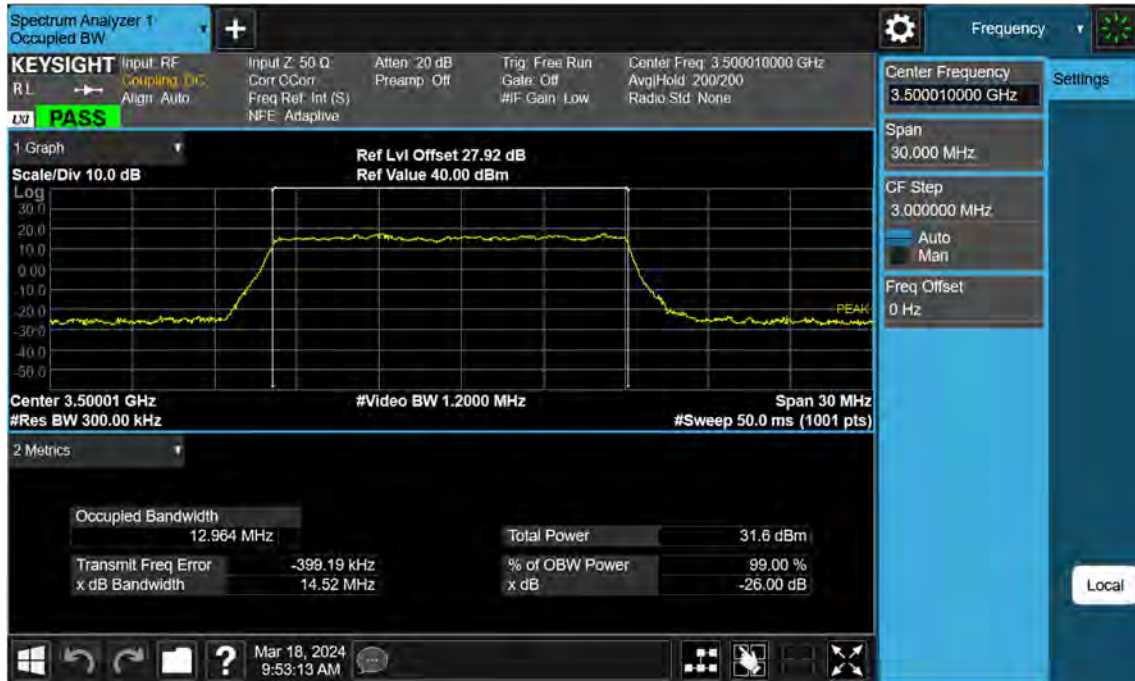 Spectrum Analyzer 1
Occupied BW
+
Frequency
KEYSIGHT
Input: RF
Coupling: DC
Align: Auto
RL
LXI
PASS
Input Z: 50 Ω
Corr CCorr
Freq Ref: Int (S)
NFE: Adaptive
Atten: 20 dB
Preamp: Off
Trig: Free Run
Gate: Off
#IF Gain: Low
Center Freq: 3.500010000 GHz
Avg|Hold: 200/200
Radio Std: None
1 Graph
Scale/Div 10.0 dB
Ref Lvl Offset 27.92 dB
Ref Value 40.00 dBm
Log
30.0
20.0
10.0
0.00
-10.0
-20.0
-30.0
-40.0
-50.0
PEAK
Center 3.50001 GHz
#Video BW 1.2000 MHz
Span 30 MHz
#Res BW 300.00 kHz
#Sweep 50.0 ms (1001 pts)
2 Metrics
Occupied Bandwidth
12.964 MHz
Total Power 31.6 dBm
Transmit Freq Error -399.19 kHz
% of OBW Power 99.00 %
x dB Bandwidth 14.52 MHz
x dB -26.00 dB
?
Mar 18, 2024
9:53:13 AM
Center Frequency
3.500010000 GHz
Settings
Span
30.000 MHz
CF Step
3.000000 MHz
Auto
Man
Freq Offset
0 Hz
Local